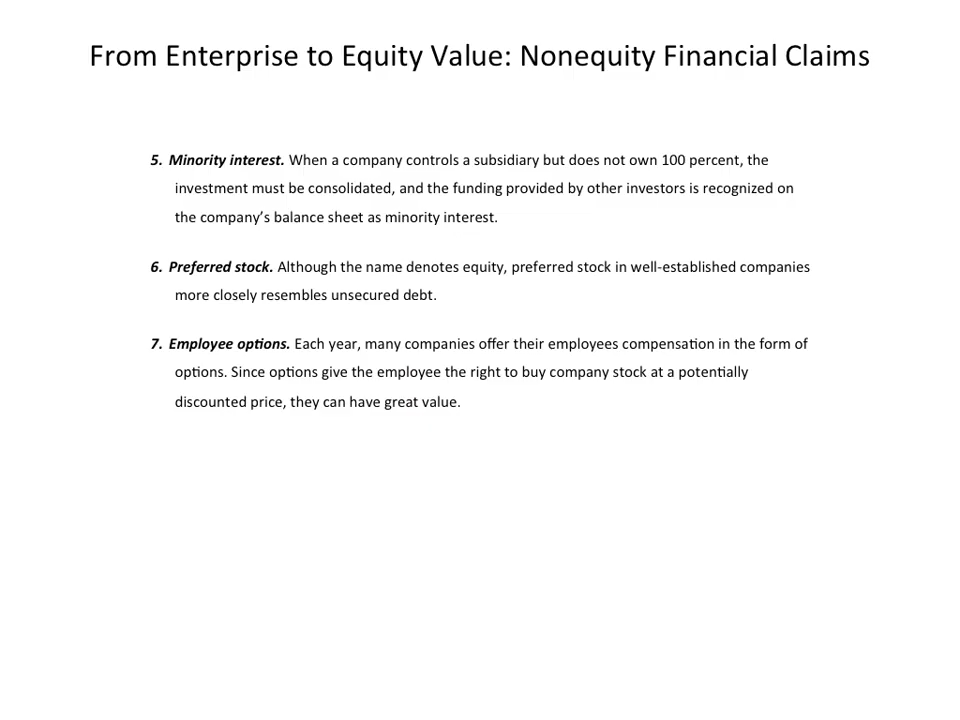 From Enterprise to Equity Value: Nonequity Financial Claims
5. Minority interest. When a company controls a subsidiary but does not own 100 percent, the
investment must be consolidated, and the funding provided by other investors is recognized on
the company’s balance sheet as minority interest.
6. Preferred stock. Although the name denotes equity, preferred stock in well-established companies
more closely resembles unsecured debt.
7. Employee options. Each year, many companies offer their employees compensation in the form of
options. Since options give the employee the right to buy company stock at a potentially
discounted price, they can have great value.